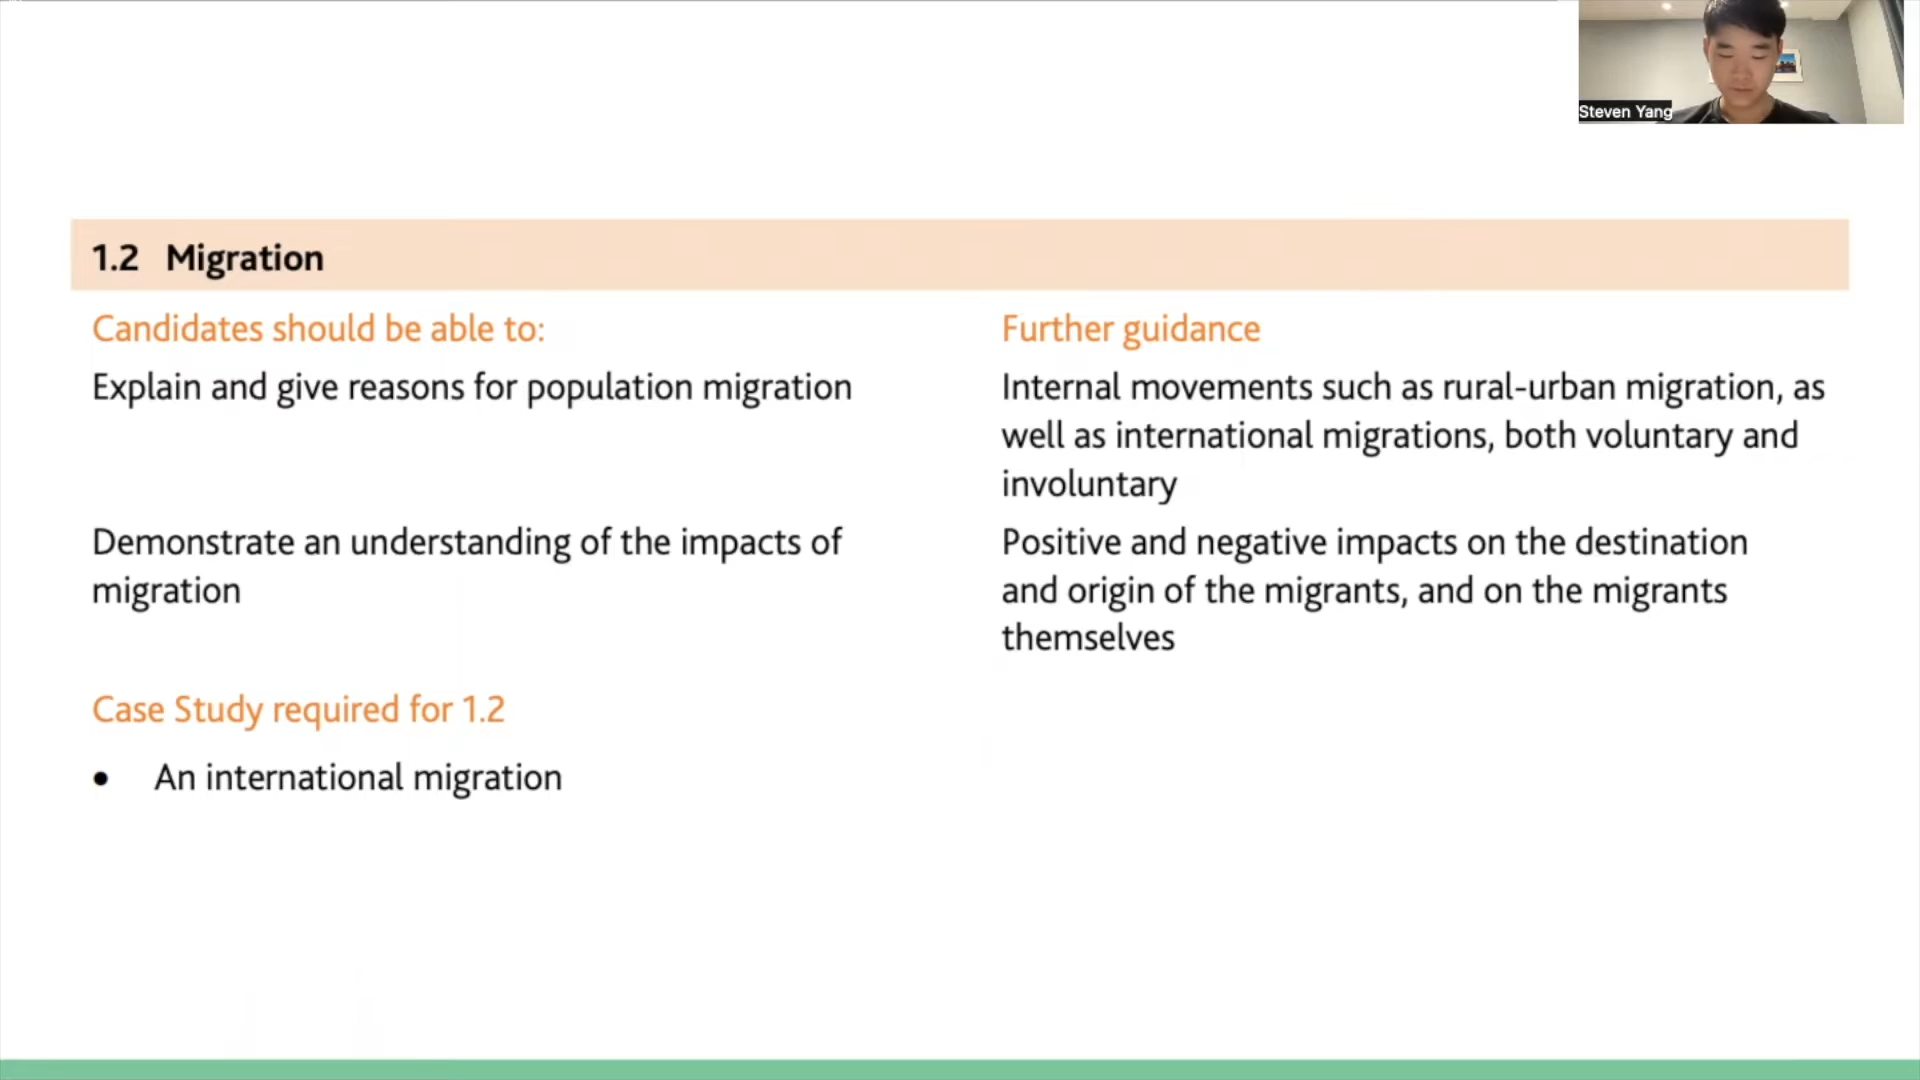 Steven Yang
1.2 Migration
Candidates should be able to:
Further guidance
Explain and give reasons for population migration
Internal movements such as rural-urban migration, as
well as international migrations, both voluntary and
involuntary
Demonstrate an understanding of the impacts of
migration
Positive and negative impacts on the destination
and origin of the migrants, and on the migrants
themselves
Case Study required for 1.2
• An international migration